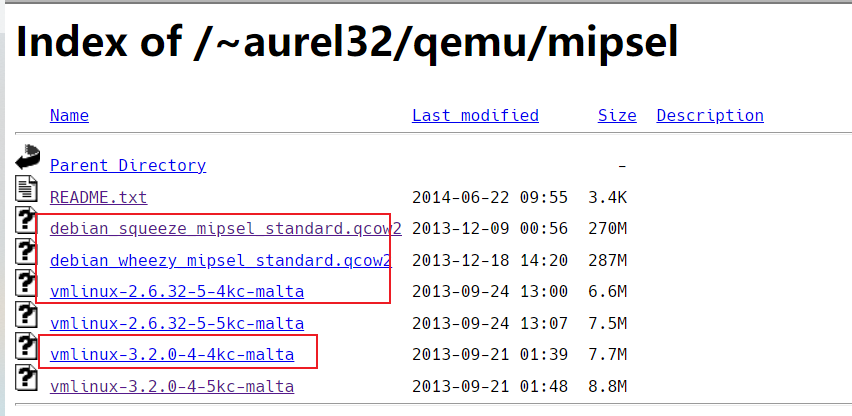 Index of /~aurel32/qemu/mipsel
Name Last modified Size Description
Parent Directory -
README.txt 2014-06-22 09:55 3.4K
debian_squeeze_mipsel_standard.qcow2 2013-12-09 00:56 270M
debian_wheezy_mipsel_standard.qcow2 2013-12-18 14:20 287M
vmlinux-2.6.32-5-4kc-malta 2013-09-24 13:00 6.6M
vmlinux-2.6.32-5-5kc-malta 2013-09-24 13:07 7.5M
vmlinux-3.2.0-4-4kc-malta 2013-09-21 01:39 7.7M
vmlinux-3.2.0-4-5kc-malta 2013-09-21 01:48 8.8M